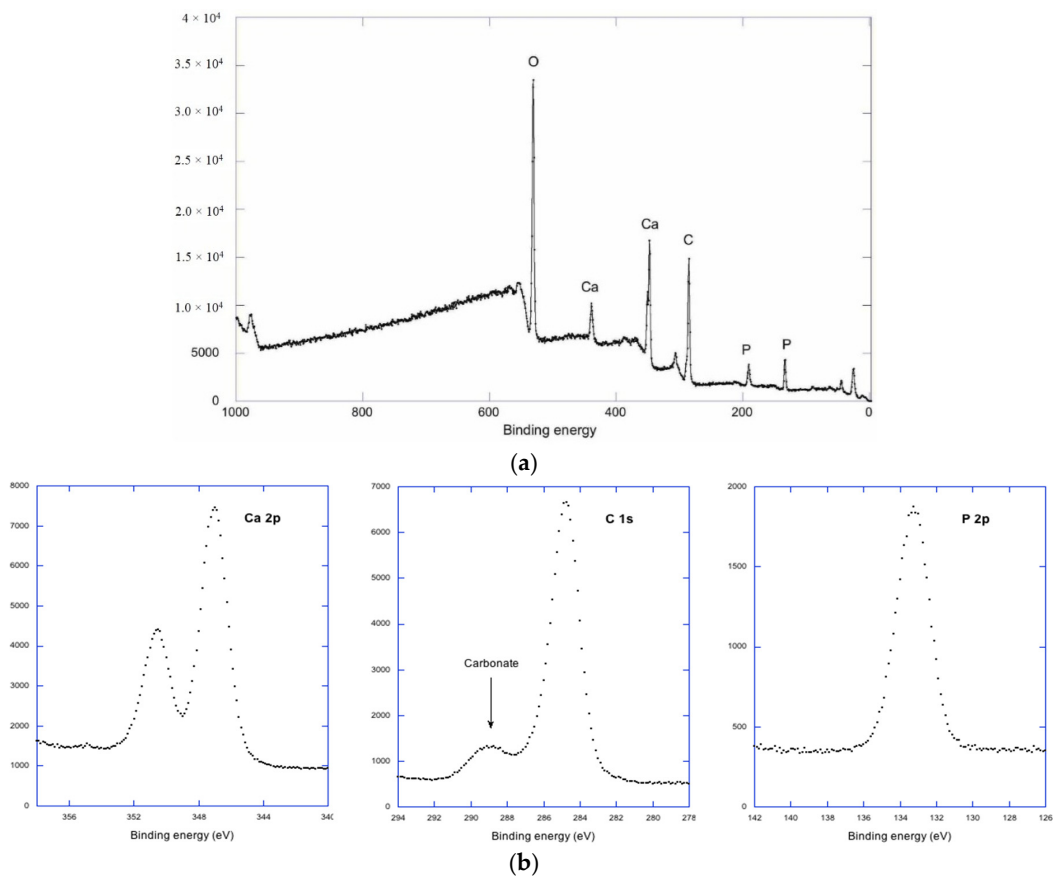 4 × 10⁴
3.5 × 10⁴
3.0 × 10⁴
2.5 × 10⁴
2.0 × 10⁴
1.5 × 10⁴
1.0 × 10⁴
5000
0
O
Ca
Ca
C
P
P
1000 800 600 400 200 0
Binding energy
(a)
8000
7000
6000
5000
4000
3000
2000
1000
0
Ca 2p
356 352 348 344 340
Binding energy (eV)
7000
6000
5000
4000
3000
2000
1000
0
C 1s
Carbonate
294 292 290 288 286 284 282 280 278
Binding energy (eV)
2000
1500
1000
500
0
P 2p
142 140 138 136 134 132 130 128 126
Binding energy (eV)
(b)